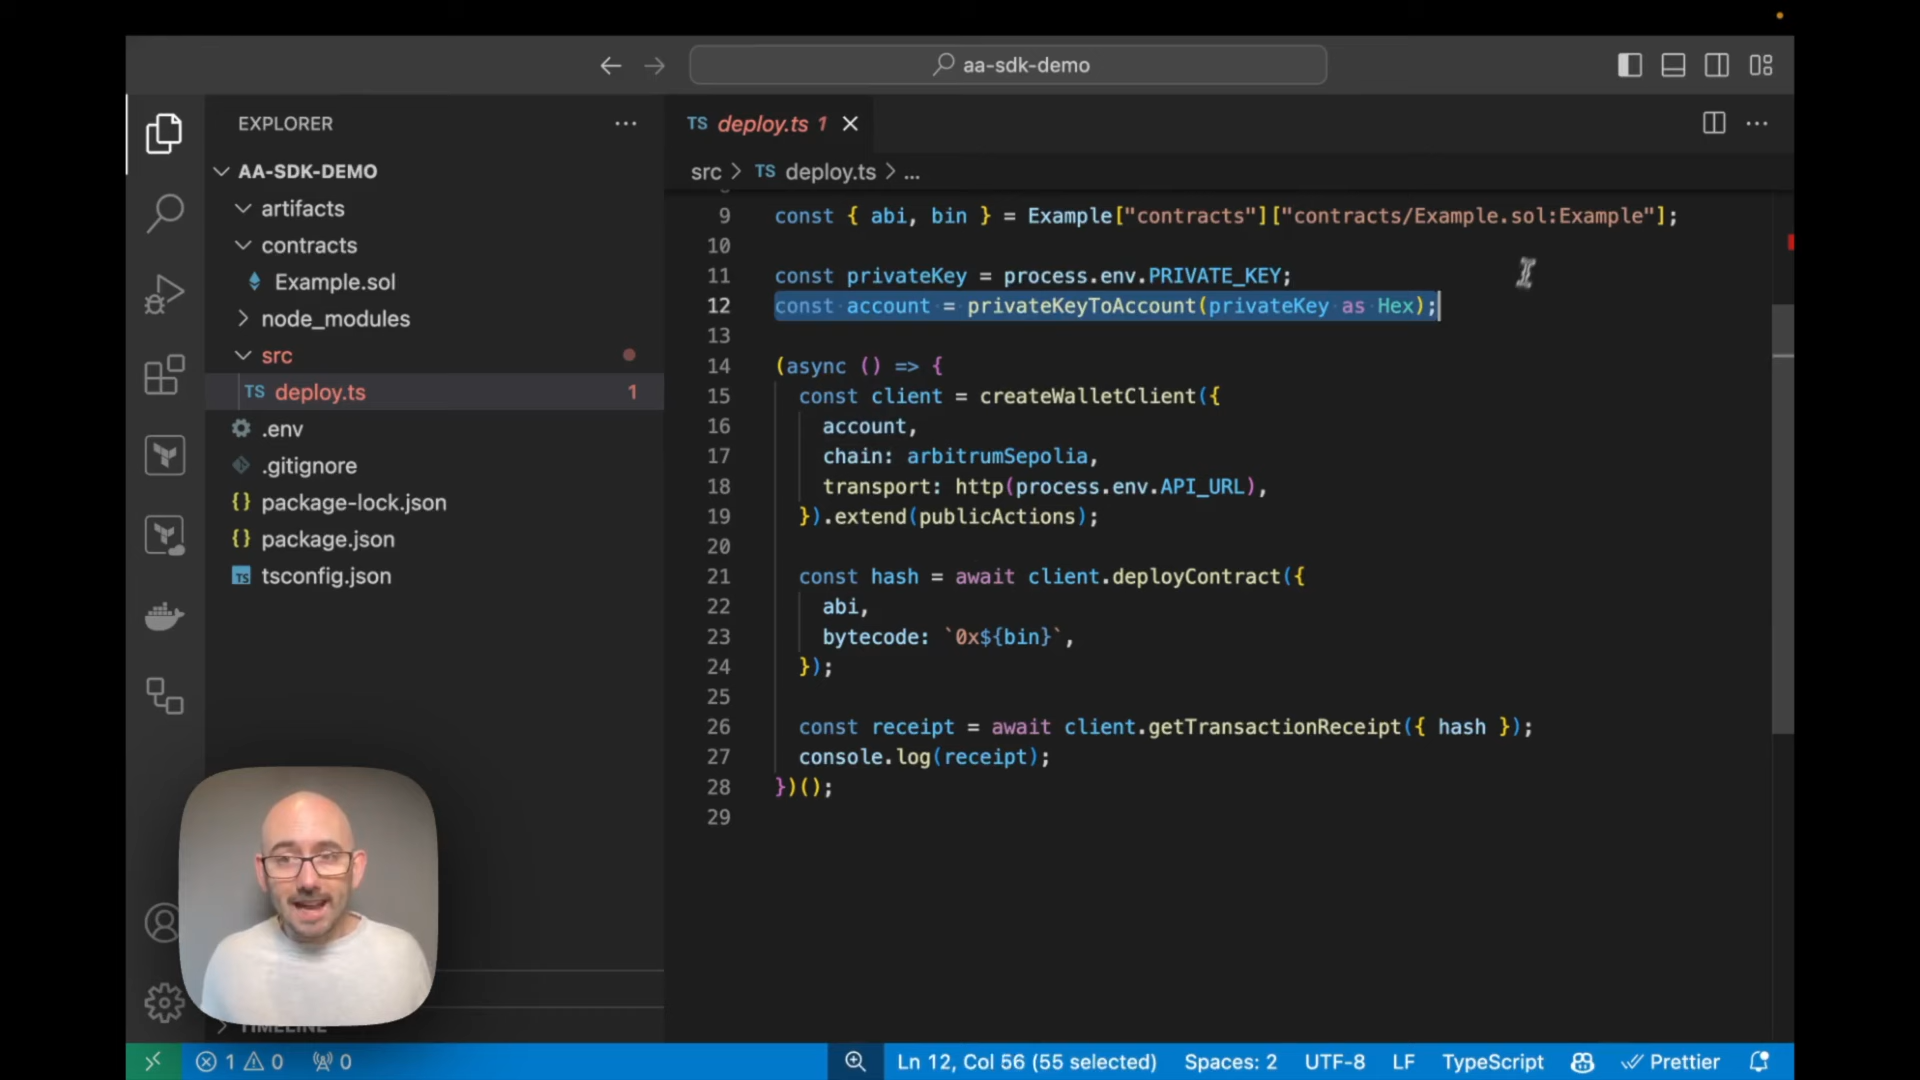 aa-sdk-demo
EXPLORER
AA-SDK-DEMO
artifacts
contracts
Example.sol
node_modules
src
TS deploy.ts 1
.env
.gitignore
{} package-lock.json
{} package.json
TS tsconfig.json
TIMELINE
TS deploy.ts 1
src > TS deploy.ts > ...
9 const { abi, bin } = Example["contracts"]["contracts/Example.sol:Example"];
10
11 const privateKey = process.env.PRIVATE_KEY;
12 const account = privateKeyToAccount(privateKey as Hex);
13
14 (async () => {
15 const client = createWalletClient({
16 account,
17 chain: arbitrumSepolia,
18 transport: http(process.env.API_URL),
19 }).extend(publicActions);
20
21 const hash = await client.deployContract({
22 abi,
23 bytecode: `0x${bin}`,
24 });
25
26 const receipt = await client.getTransactionReceipt({ hash });
27 console.log(receipt);
28 })();
29
1 0 0 Ln 12, Col 56 (55 selected) Spaces: 2 UTF-8 LF TypeScript Prettier